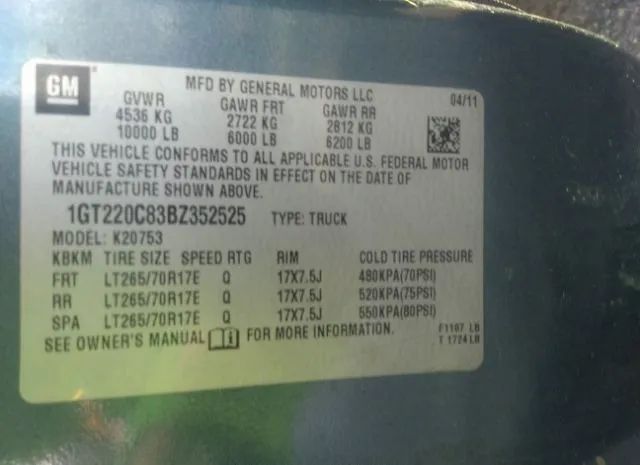 GM
MFD BY GENERAL MOTORS LLC
04/11
GVWR GAWR FRT GAWR RR
4536 KG 2722 KG 2812 KG
10000 LB 6000 LB 6200 LB
THIS VEHICLE CONFORMS TO ALL APPLICABLE U.S. FEDERAL MOTOR
VEHICLE SAFETY STANDARDS IN EFFECT ON THE DATE OF
MANUFACTURE SHOWN ABOVE.
1GT220C83BZ352525 TYPE: TRUCK
MODEL: K20753
KBKM TIRE SIZE SPEED RTG RIM COLD TIRE PRESSURE
FRT LT265/70R17E Q 17X7.5J 480KPA(70PSI)
RR LT265/70R17E Q 17X7.5J 520KPA(75PSI)
SPA LT265/70R17E Q 17X7.5J 550KPA(80PSI)
SEE OWNER'S MANUAL FOR MORE INFORMATION.
F1107 LB
T 1724 LB